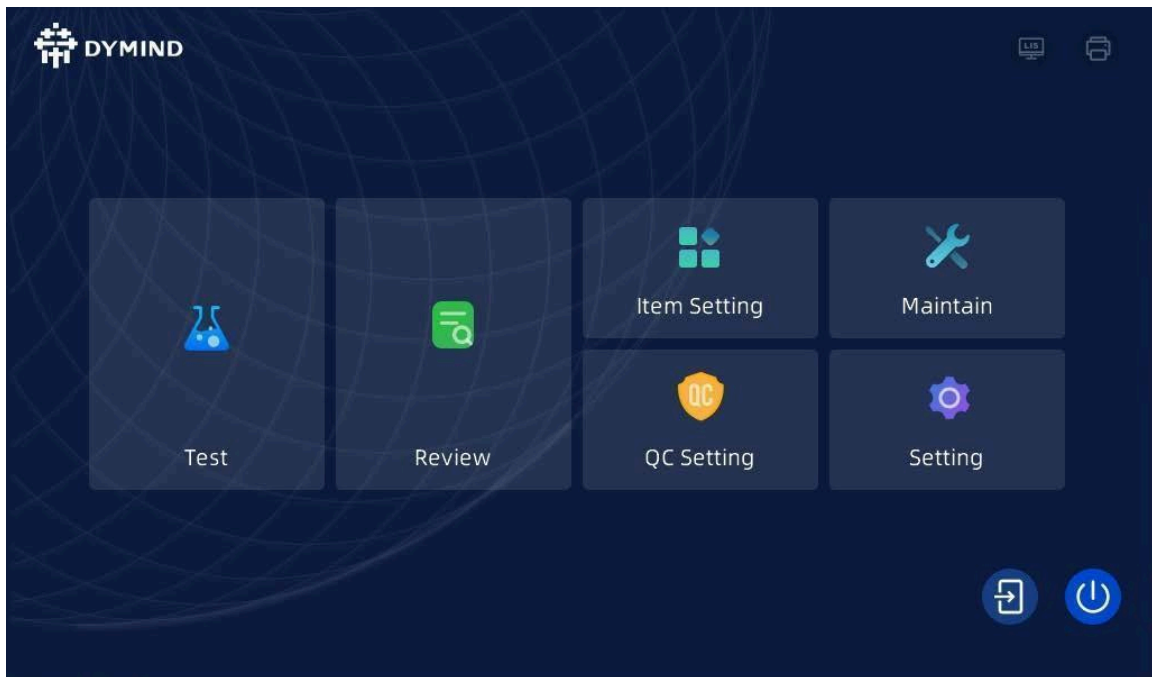 DYMIND
LIS
Item Setting
Maintain
QC
Test
Review
QC Setting
Setting